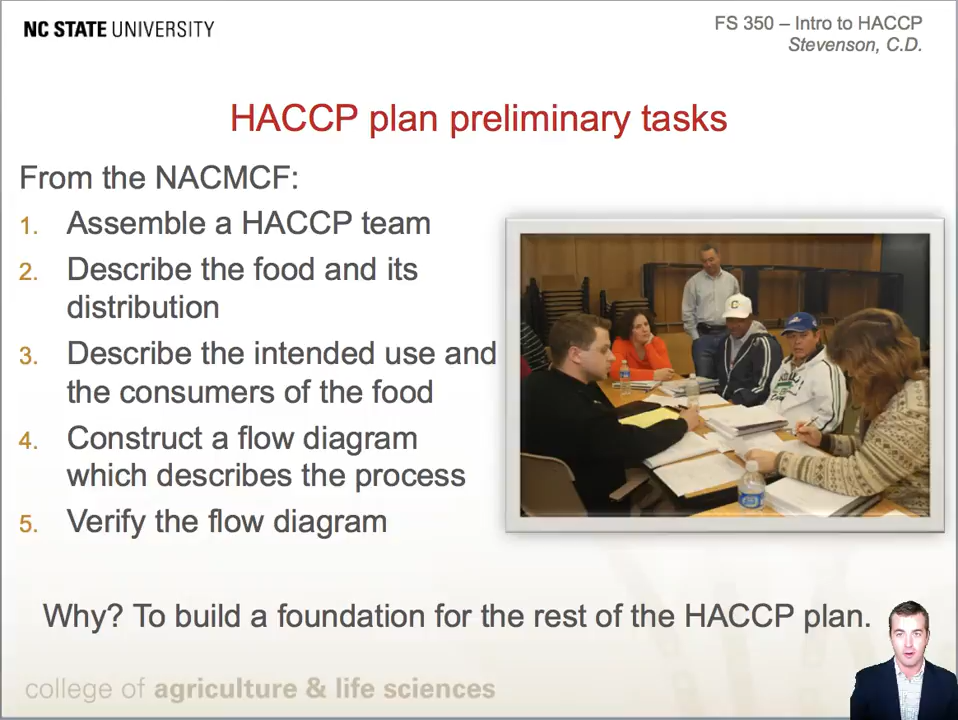 NC STATE UNIVERSITY
FS 350 – Intro to HACCP
Stevenson, C.D.
HACCP plan preliminary tasks
From the NACMCF:
1. Assemble a HACCP team
2. Describe the food and its
distribution
3. Describe the intended use and
the consumers of the food
4. Construct a flow diagram
which describes the process
5. Verify the flow diagram
Why? To build a foundation for the rest of the HACCP plan.
college of agriculture & life sciences